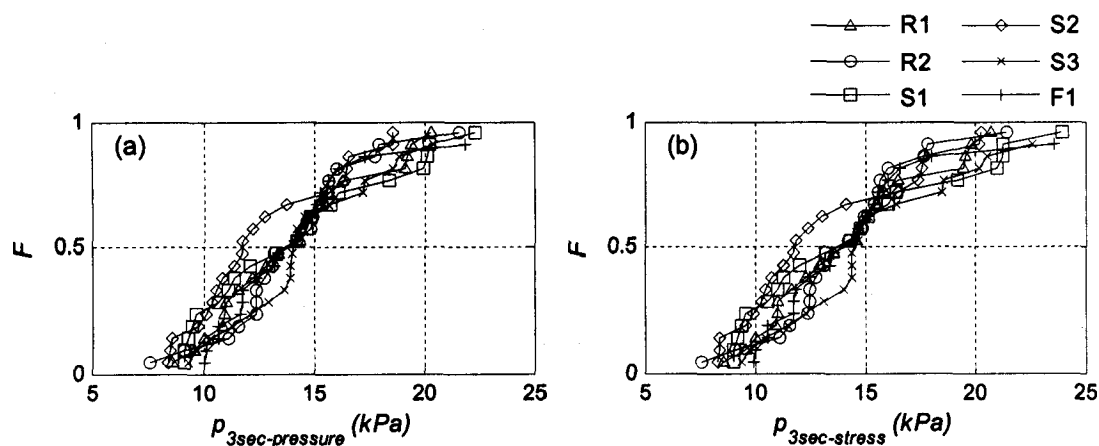 R1 S2
R2 S3
S1 F1
(a) (b)
1 1
F 0.5 F 0.5
0 0
5 10 15 20 25 5 10 15 20 25
p3sec-pressure (kPa) p3sec-stress (kPa)